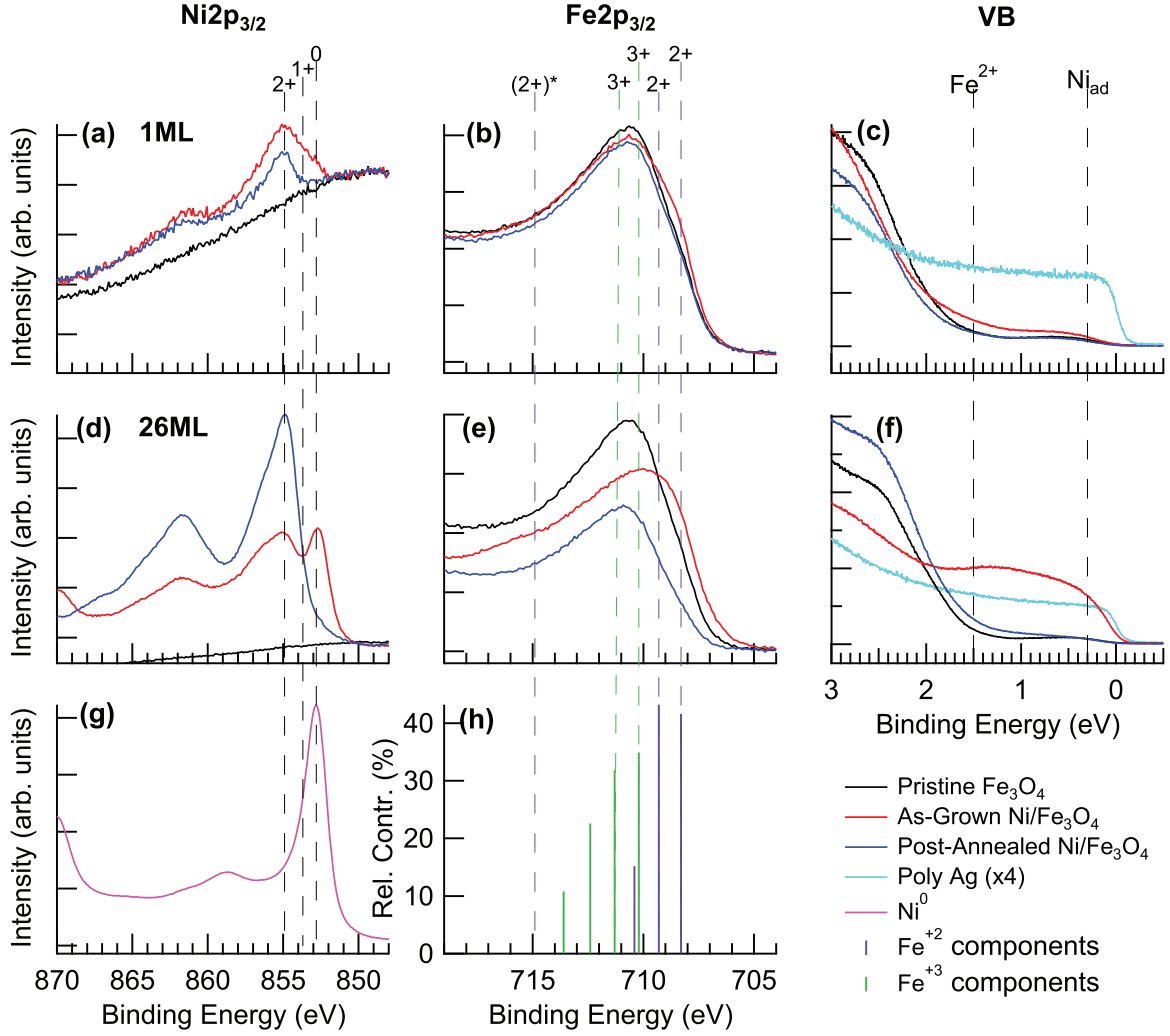 Ni2p3/2 Fe2p3/2 VB
0
1+
2+
(2+)* 3+ 3+ 2+ 2+
Fe2+ Niad
(a) 1ML (b) (c)
Intensity (arb. units)
(d) 26ML (e) (f)
Intensity (arb. units)
3 2 1 0
Binding Energy (eV)
(g) (h)
Intensity (arb. units)
Rel. Contr. (%)
40
30
20
10
0
870 865 860 855 850
715 710 705
Binding Energy (eV) Binding Energy (eV)
Pristine Fe3O4
As-Grown Ni/Fe3O4
Post-Annealed Ni/Fe3O4
Poly Ag (x4)
Ni0
Fe+2 components
Fe+3 components